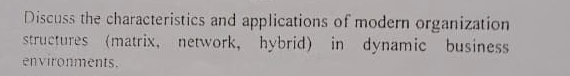 Discuss the characteristics and applications of modern organization
structures (matrix, network, hybrid) in dynamic business
environments.